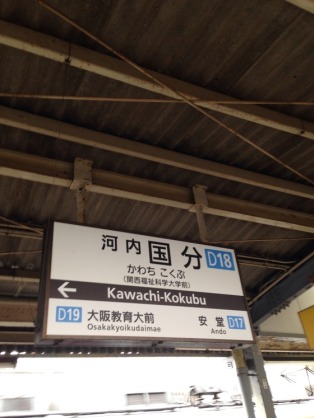 河内国分 D18
かわち こくぶ
(関西福祉科学大学前)
← Kawachi-Kokubu
D19 大阪教育大前 安堂 D17
Osakakyoikudaimae Ando